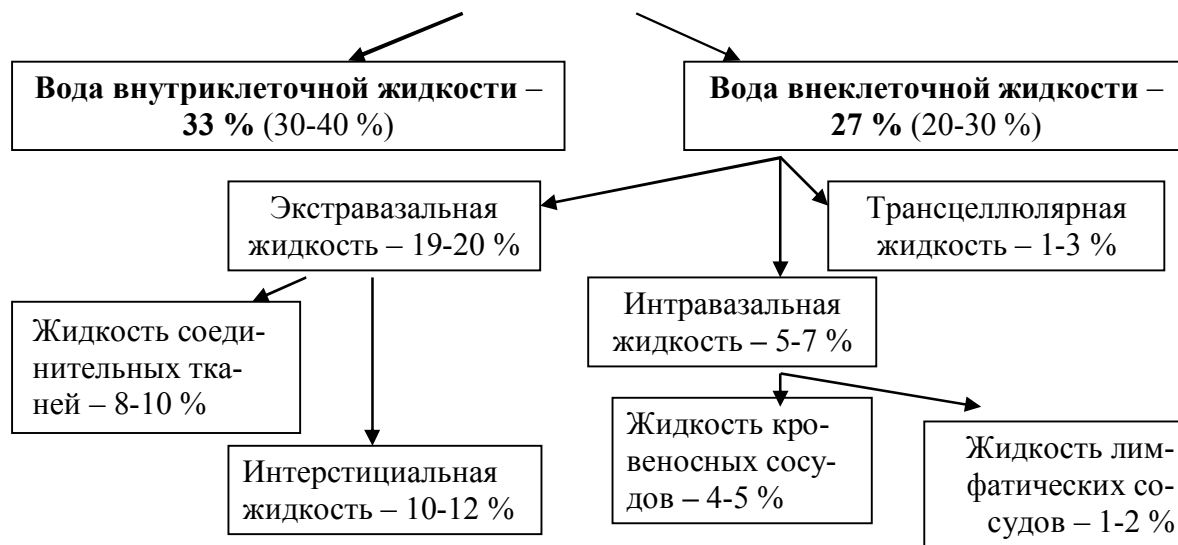 Вода внутриклеточной жидкости –
33 % (30-40 %)
Вода внеклеточной жидкости –
27 % (20-30 %)
Экстравазальная
жидкость – 19-20 %
Трансцеллюлярная
жидкость – 1-3 %
Жидкость соеди-
нительных тка-
ней – 8-10 %
Интравазальная
жидкость – 5-7 %
Интерстициальная
жидкость – 10-12 %
Жидкость кро-
веносных сосу-
дов – 4-5 %
Жидкость лим-
фатических со-
судов – 1-2 %